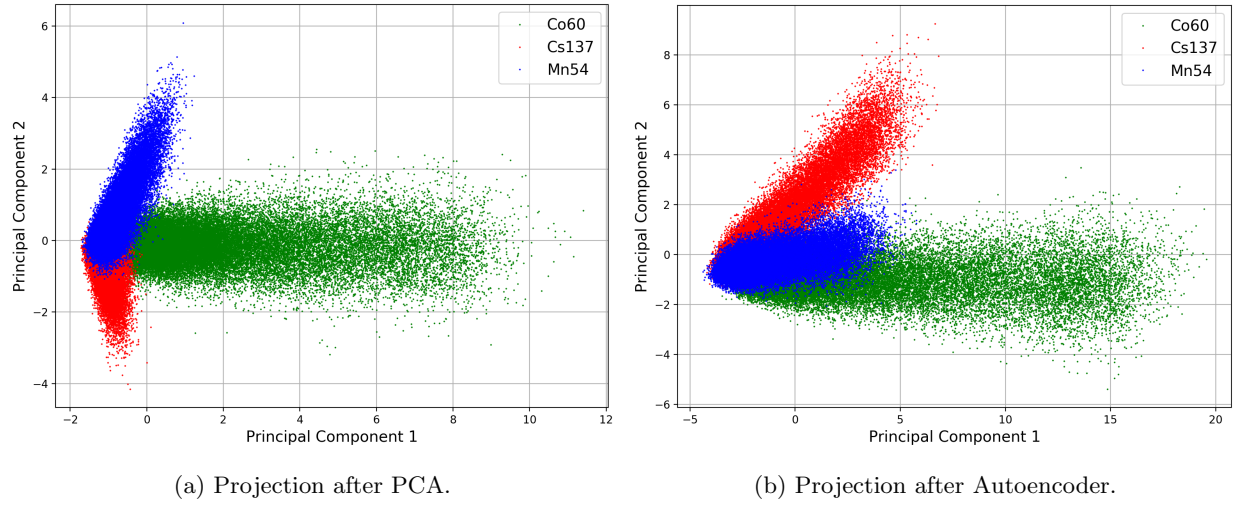 6
4
2
0
−2
−4
Principal Component 2
Co60
Cs137
Mn54
−2 0 2 4 6 8 10 12
Principal Component 1
(a) Projection after PCA.
8
6
4
2
0
−2
−4
−6
Principal Component 2
Co60
Cs137
Mn54
−5 0 5 10 15 20
Principal Component 1
(b) Projection after Autoencoder.